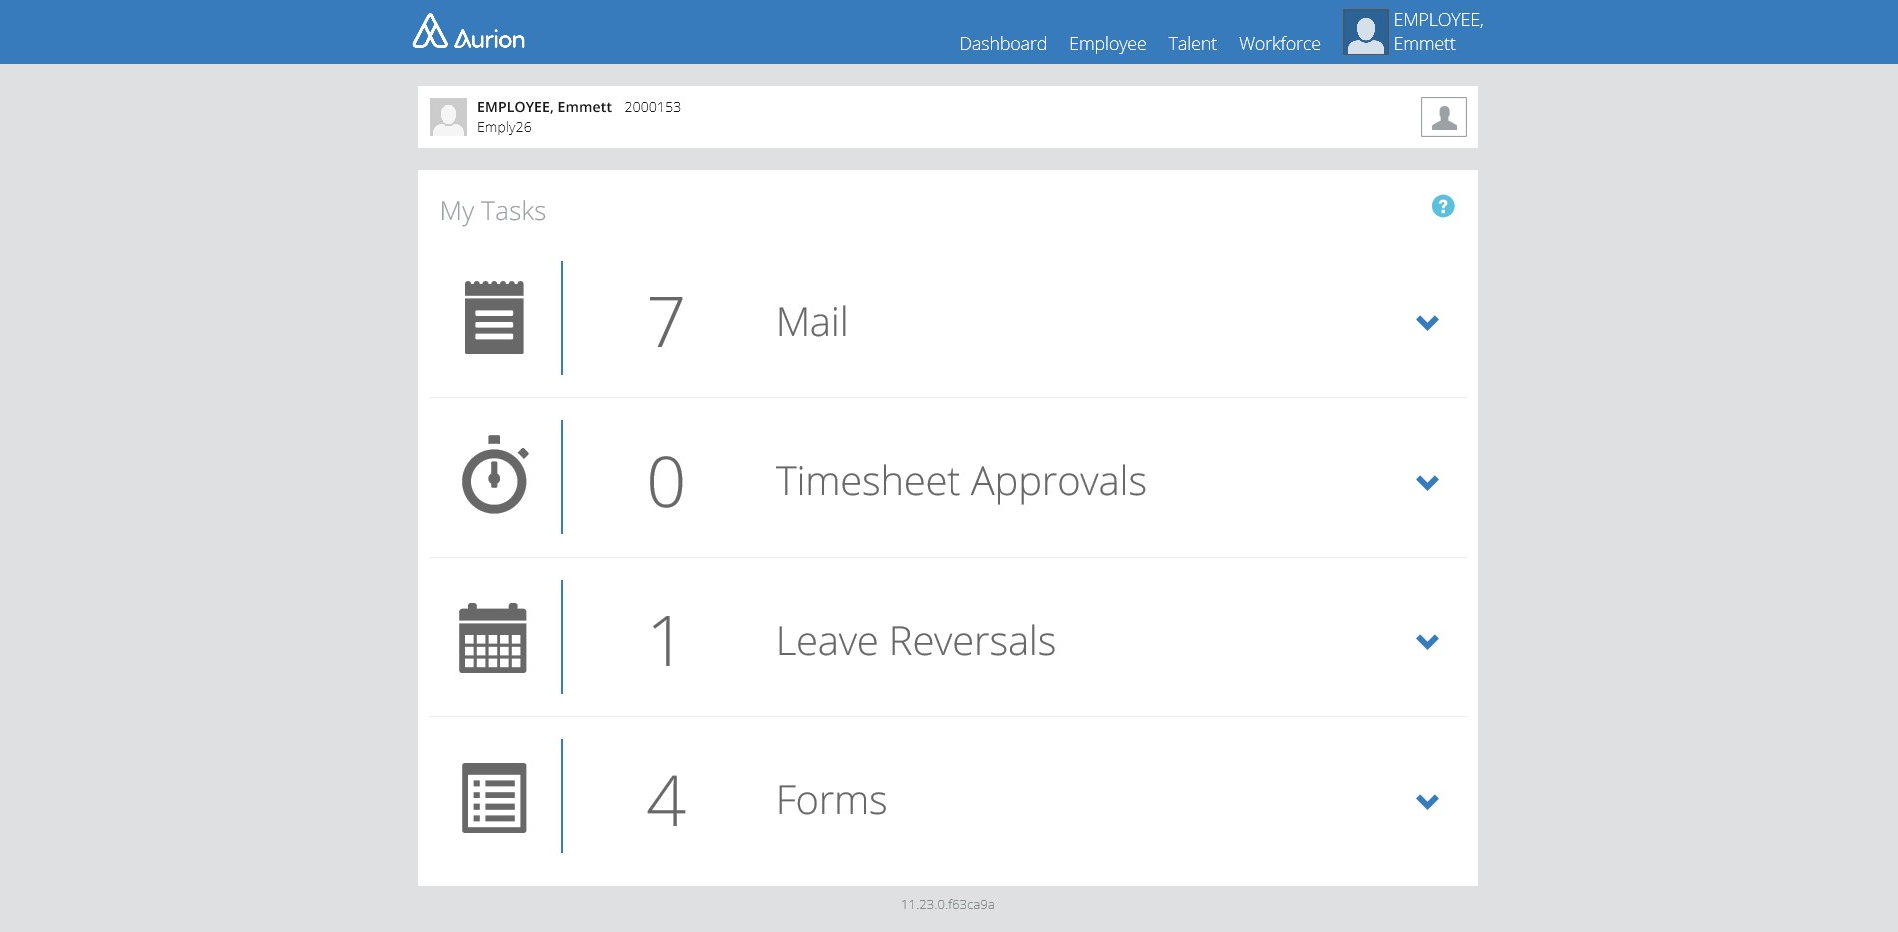 Aurion
Dashboard Employee Talent Workforce
EMPLOYEE,
Emmett
EMPLOYEE, Emmett 2000153
Emply26
My Tasks
?
7 Mail
0 Timesheet Approvals
1 Leave Reversals
4 Forms
11.23.0.f63ca9a